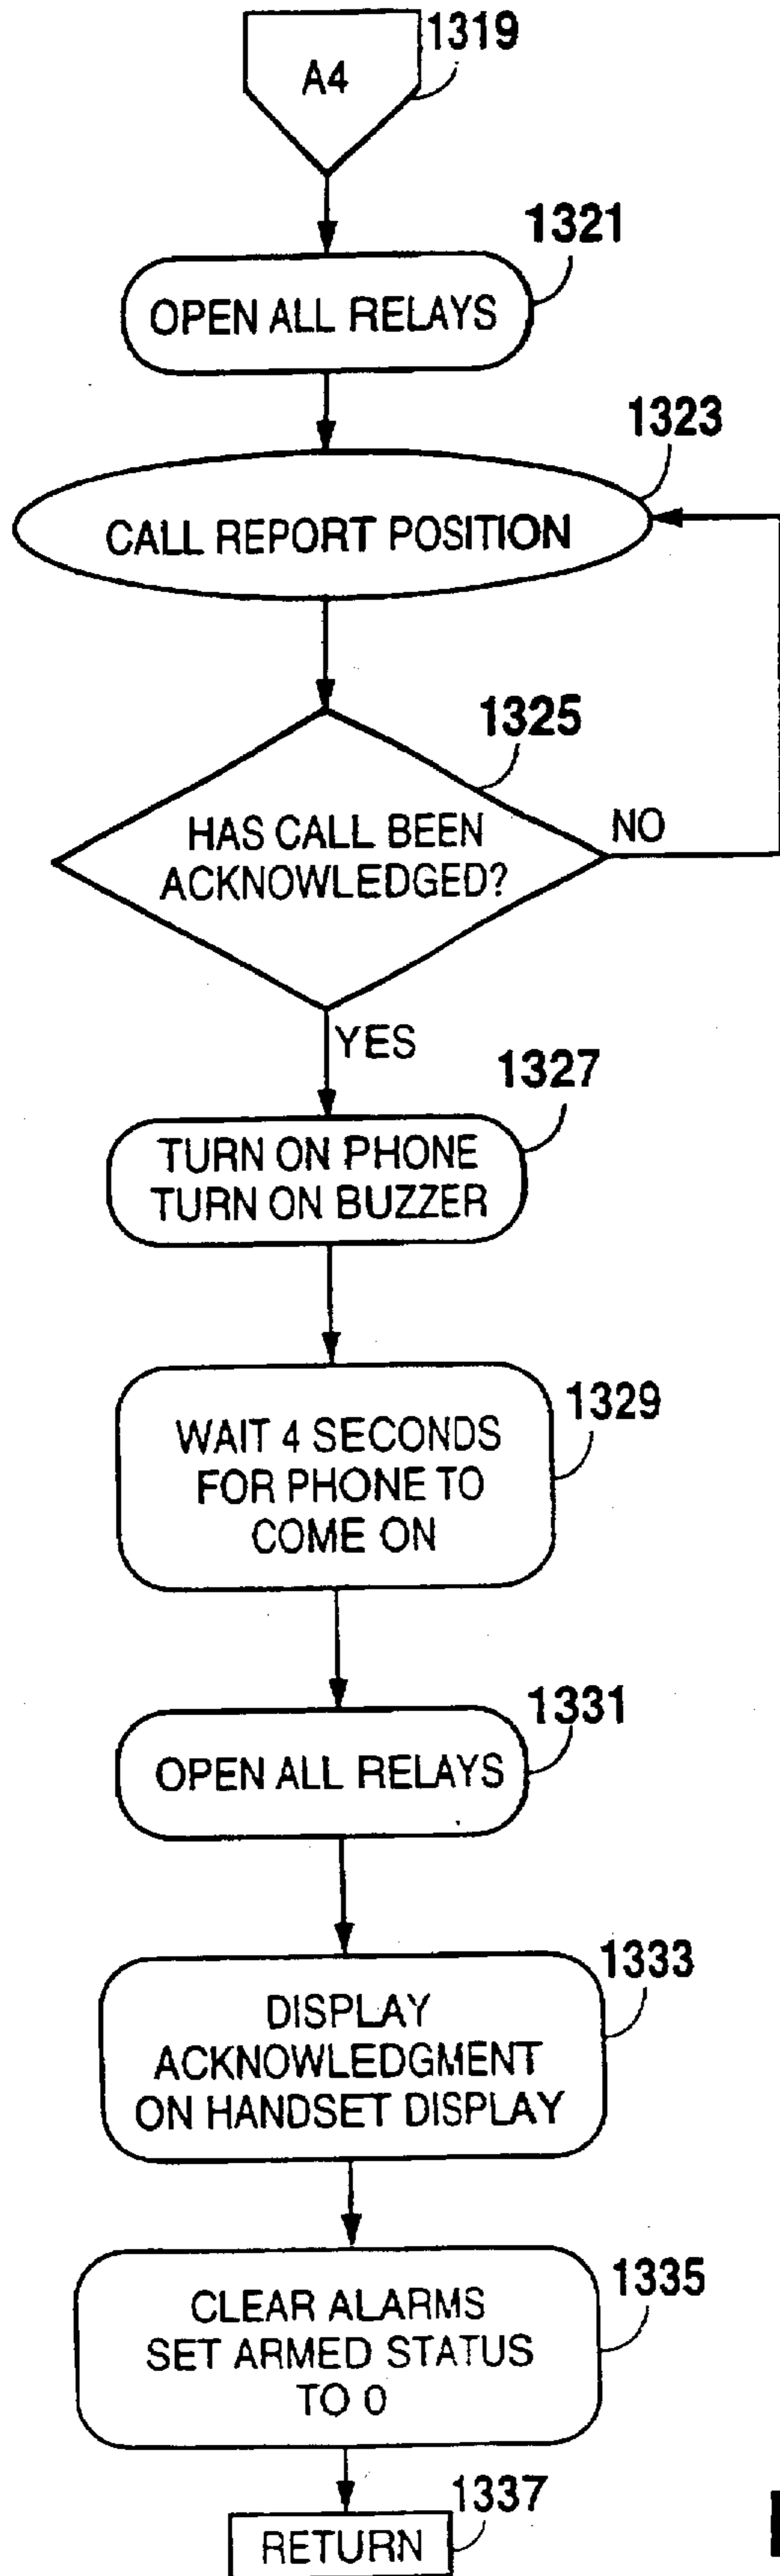 1319
A4
1321
OPEN ALL RELAYS
1323
CALL REPORT POSITION
1325
HAS CALL BEEN
ACKNOWLEDGED?
NO
YES
1327
TURN ON PHONE
TURN ON BUZZER
1329
WAIT 4 SECONDS
FOR PHONE TO
COME ON
1331
OPEN ALL RELAYS
1333
DISPLAY
ACKNOWLEDGMENT
ON HANDSET DISPLAY
1335
CLEAR ALARMS
SET ARMED STATUS
TO 0
1337
RETURN